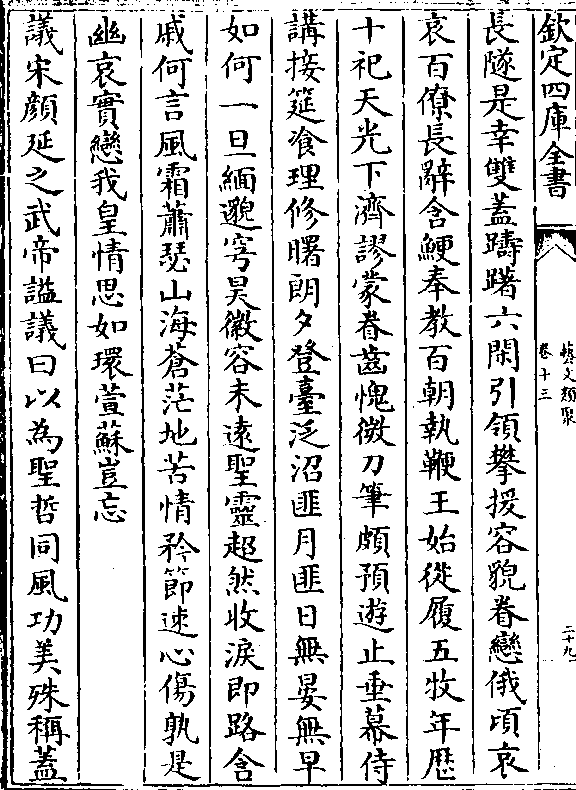 欽定四庫全書
藝文類聚
卷十三
二十九
長隧是幸雙蓋躊躇六閑引領攀援容貌眷戀俄頃哀
哀百僚長辭含鯁奉教百朝執鞭王始從履五牧年歴
十祀天光下濟謬蒙眷齒愧微刀筆頗預遊止垂幕侍
講接筵飡理修曙朗夕登臺泛沼匪月匪日無晏無早
如何一旦緬邈穹昊徽容未遠聖靈超然收淚即路含
戚何言風霜蕭瑟山海蒼茫地苦情矜節速心傷孰是
幽哀實戀我皇情思如環萱蘇豈忘
議宋顔延之武帝謚議曰以為聖哲同風功美殊稱蓋